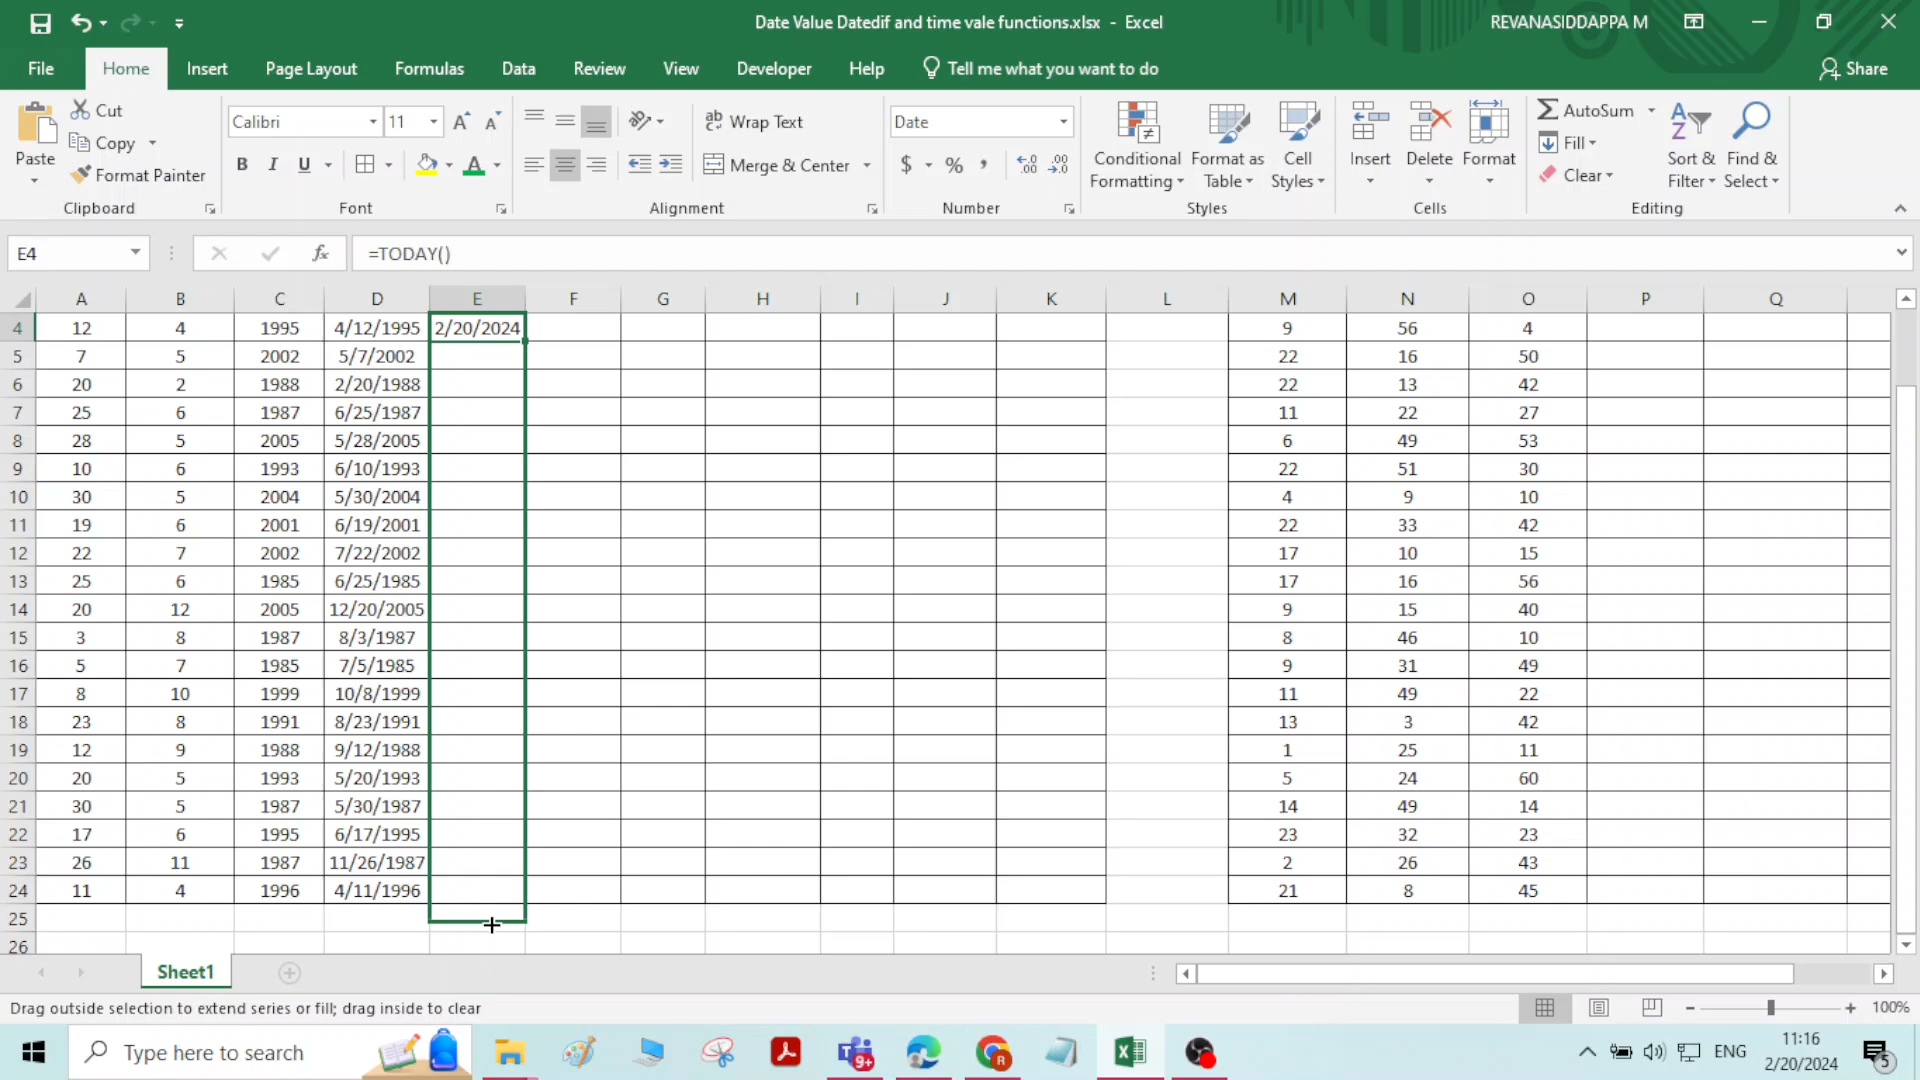 Date Value Datedif and time vale functions.xlsx - Excel
REVANASIDDAPPA M
File Home Insert Page Layout Formulas Data Review View Developer Help Tell me what you want to do Share
Paste
Cut
Copy
Format Painter
Clipboard
Calibri 11
B I U
Font
Wrap Text
Merge & Center
Alignment
Date
$ % ,
Number
Conditional Formatting
Format as Table
Cell Styles
Styles
Insert Delete Format
Cells
AutoSum
Fill
Clear
Sort & Filter
Find & Select
Editing
E4 fx =TODAY()
A B C D E F G H I J K L M N O P Q
4 12 4 1995 4/12/1995 2/20/2024 9 56 4
5 7 5 2002 5/7/2002 22 16 50
6 20 2 1988 2/20/1988 22 13 42
7 25 6 1987 6/25/1987 11 22 27
8 28 5 2005 5/28/2005 6 49 53
9 10 6 1993 6/10/1993 22 51 30
10 30 5 2004 5/30/2004 4 9 10
11 19 6 2001 6/19/2001 22 33 42
12 22 7 2002 7/22/2002 17 10 15
13 25 6 1985 6/25/1985 17 16 56
14 20 12 2005 12/20/2005 9 15 40
15 3 8 1987 8/3/1987 8 46 10
16 5 7 1985 7/5/1985 9 31 49
17 8 10 1999 10/8/1999 11 49 22
18 23 8 1991 8/23/1991 13 3 42
19 12 9 1988 9/12/1988 1 25 11
20 20 5 1993 5/20/1993 5 24 60
21 30 5 1987 5/30/1987 14 49 14
22 17 6 1995 6/17/1995 23 32 23
23 26 11 1987 11/26/1987 2 26 43
24 11 4 1996 4/11/1996 21 8 45
25
26
Sheet1
Drag outside selection to extend series or fill; drag inside to clear
100%
Type here to search
ENG
11:16
2/20/2024
5